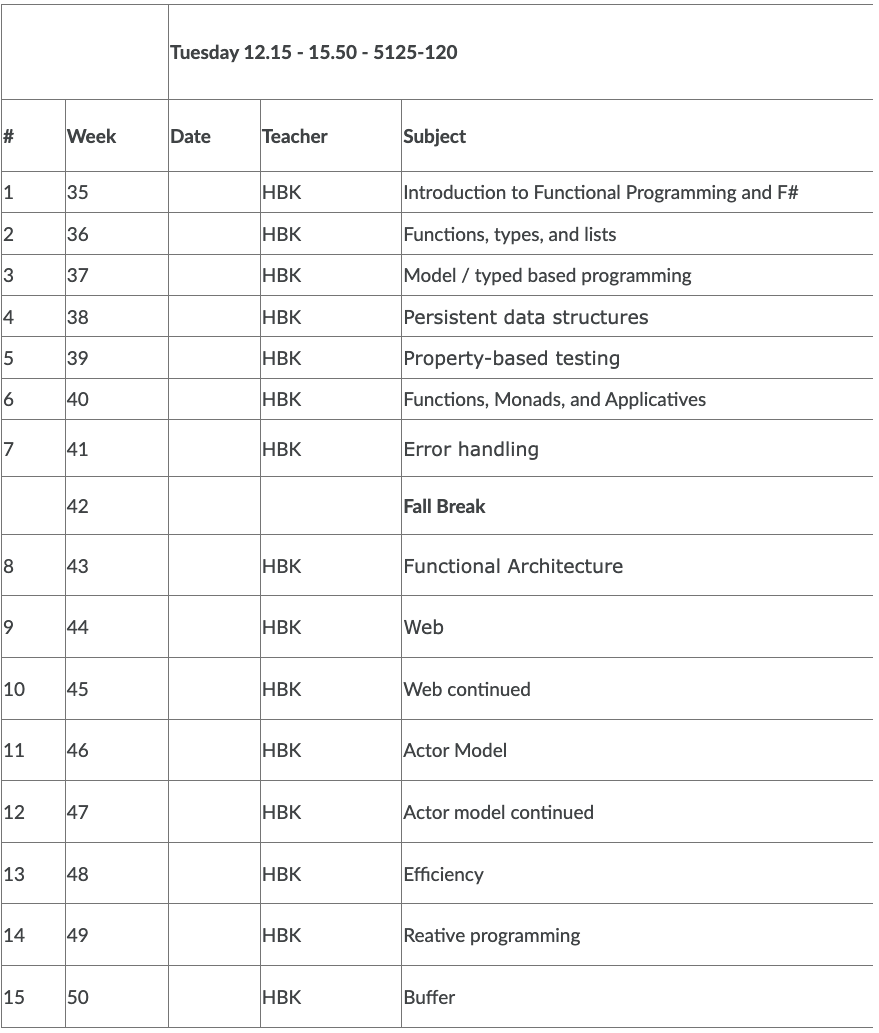 Tuesday 12.15 - 15.50 - 5125-120
# Week Date Teacher Subject
1 35 HBK Introduction to Functional Programming and F#
2 36 HBK Functions, types, and lists
3 37 HBK Model / typed based programming
4 38 HBK Persistent data structures
5 39 HBK Property-based testing
6 40 HBK Functions, Monads, and Applicatives
7 41 HBK Error handling
42 Fall Break
8 43 HBK Functional Architecture
9 44 HBK Web
10 45 HBK Web continued
11 46 HBK Actor Model
12 47 HBK Actor model continued
13 48 HBK Efficiency
14 49 HBK Reative programming
15 50 HBK Buffer